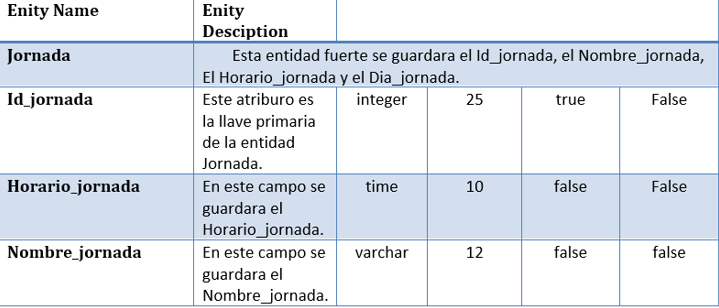 Enity Name Enity
Desciption
Jornada Esta entidad fuerte se guardara el Id_jornada, el Nombre_jornada,
El Horario_jornada y el Dia_jornada.
Id_jornada Este atriburo es integer 25 true False
la llave primaria
de la entidad
Jornada.
Horario_jornada En este campo se time 10 false False
guardara el
Horario_jornada.
Nombre_jornada En este campo se varchar 12 false false
guardara el
Nombre_jornada.